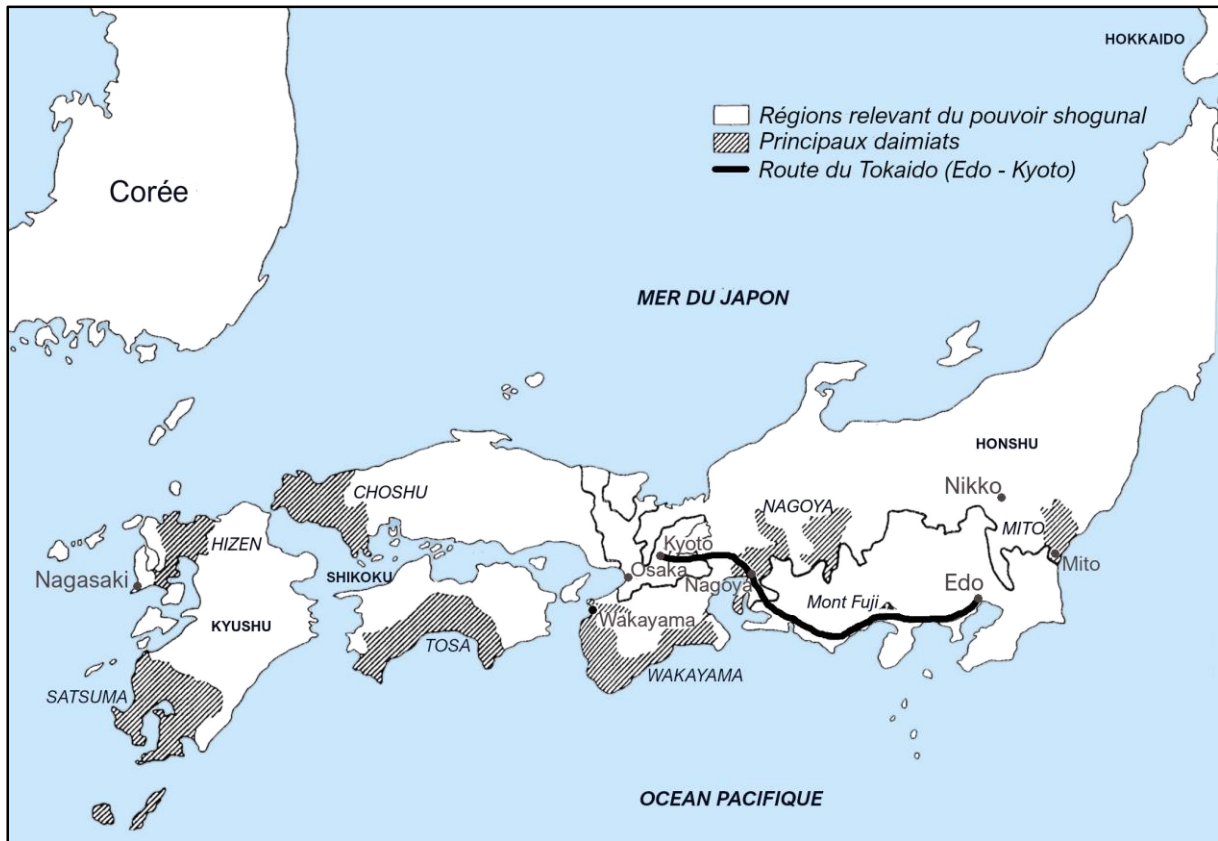 HOKKAIDO
Régions relevant du pouvoir shogunal
Principaux daimiats
Route du Tokaido (Edo - Kyoto)
Corée
MER DU JAPON
HONSHU
CHOSHU
NAGOYA
Nikko
MITO
HIZEN
Kyoto
Mito
Nagasaki
SHIKOKU
Osaka
Nagoya
Edo
Mont Fuji
Wakayama
KYUSHU
TOSA
WAKAYAMA
SATSUMA
OCEAN PACIFIQUE